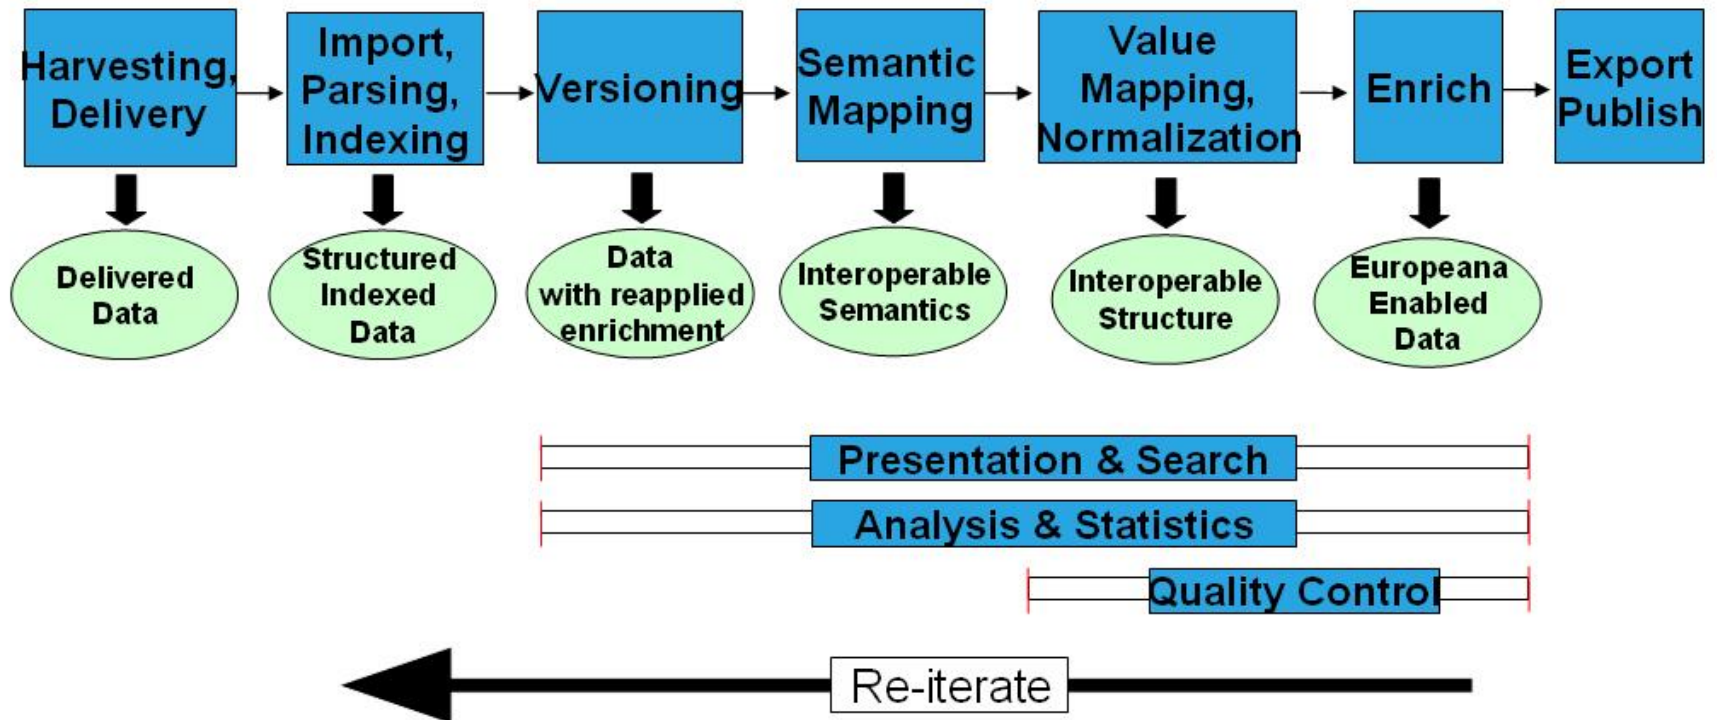 Harvesting,
Delivery
Import,
Parsing,
Indexing
Versioning
Semantic
Mapping
Value
Mapping,
Normalization
Enrich
Export
Publish
Delivered
Data
Structured
Indexed
Data
Data
with reapplied
enrichment
Interoperable
Semantics
Interoperable
Structure
Europeana
Enabled
Data
Presentation & Search
Analysis & Statistics
Quality Control
Re-iterate